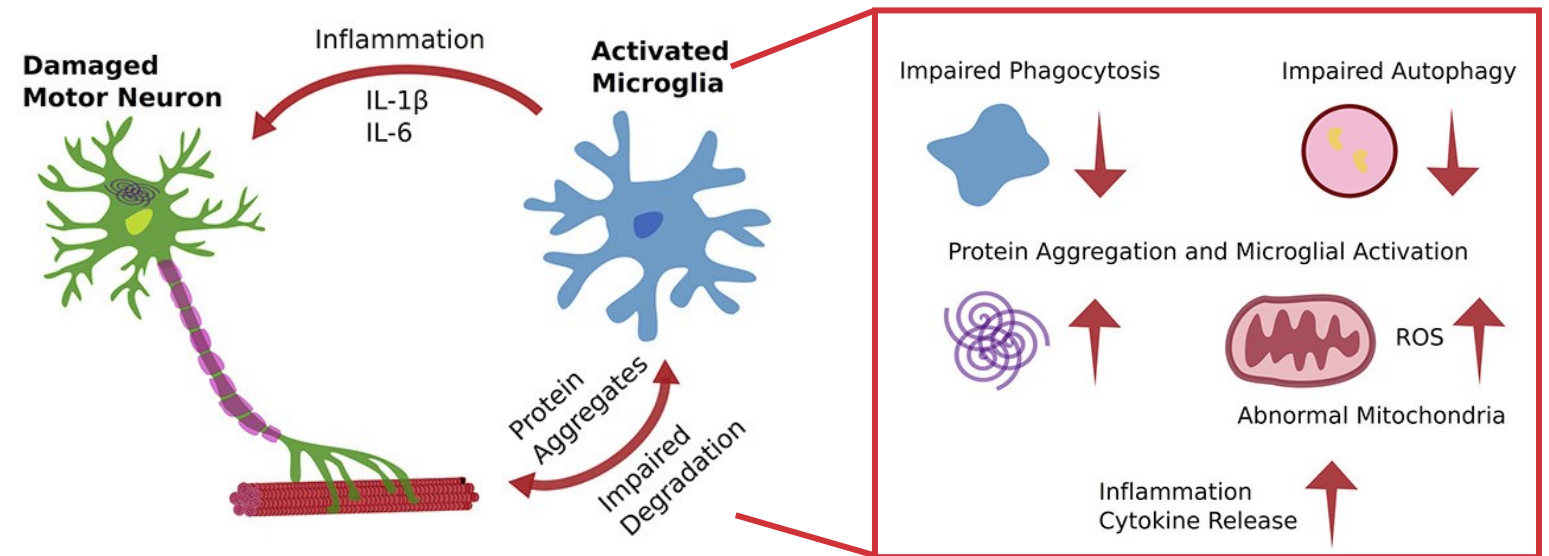 Damaged
Motor Neuron
Inflammation
IL-1β
IL-6
Activated
Microglia
Protein
Aggregates
Impaired
Degradation
Impaired Phagocytosis
Impaired Autophagy
Protein Aggregation and Microglial Activation
ROS
Abnormal Mitochondria
Inflammation
Cytokine Release